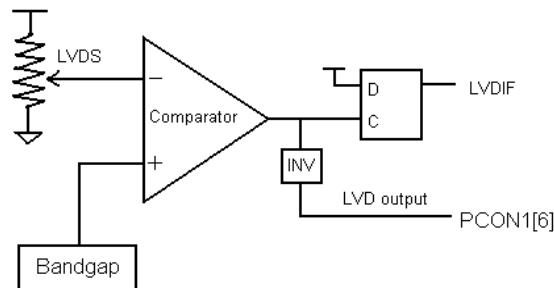 LVDS
−
Comparator
+
D
C
LVDIF
INV
LVD output
PCON1[6]
Bandgap